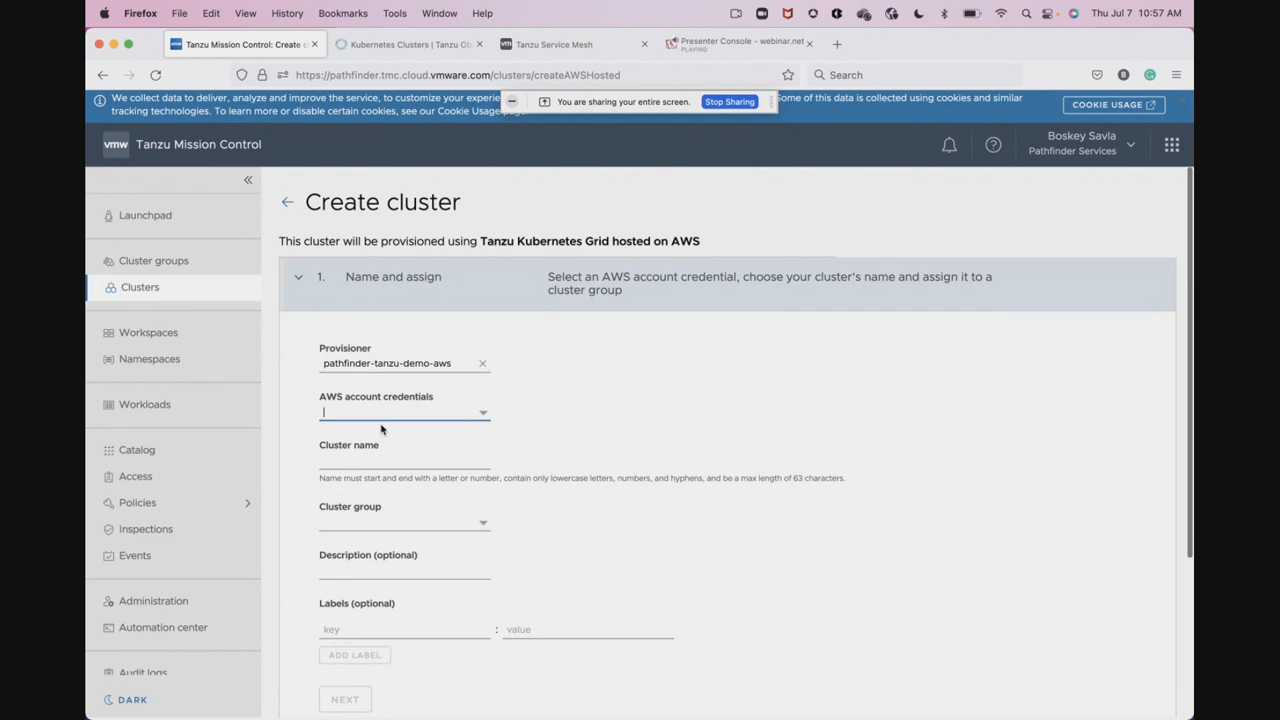 Firefox File Edit View History Bookmarks Tools Window Help Thu Jul 7 10:57 AM
Tanzu Mission Control: Create c
Kubernetes Clusters | Tanzu Ob
Tanzu Service Mesh
Presenter Console - webinar.net
PLAYING
https://pathfinder.tmc.cloud.vmware.com/clusters/createAWSHosted
Search
We collect data to deliver, analyze and improve the service, to customize your experie
ome of this data is collected using cookies and similar
tracking technologies. To learn more or disable certain cookies, see our Cookie Usage
You are sharing your entire screen.
Stop Sharing
COOKIE USAGE
vmw
Tanzu Mission Control
Boskey Savla
Pathfinder Services
Launchpad
Cluster groups
Clusters
Workspaces
Namespaces
Workloads
Catalog
Access
Policies
Inspections
Events
Administration
Automation center
Audit logs
DARK
Create cluster
This cluster will be provisioned using Tanzu Kubernetes Grid hosted on AWS
1. Name and assign
Select an AWS account credential, choose your cluster's name and assign it to a
cluster group
Provisioner
pathfinder-tanzu-demo-aws
AWS account credentials
Cluster name
Name must start and end with a letter or number, contain only lowercase letters, numbers, and hyphens, and be a max length of 63 characters.
Cluster group
Description (optional)
Labels (optional)
key : value
ADD LABEL
NEXT